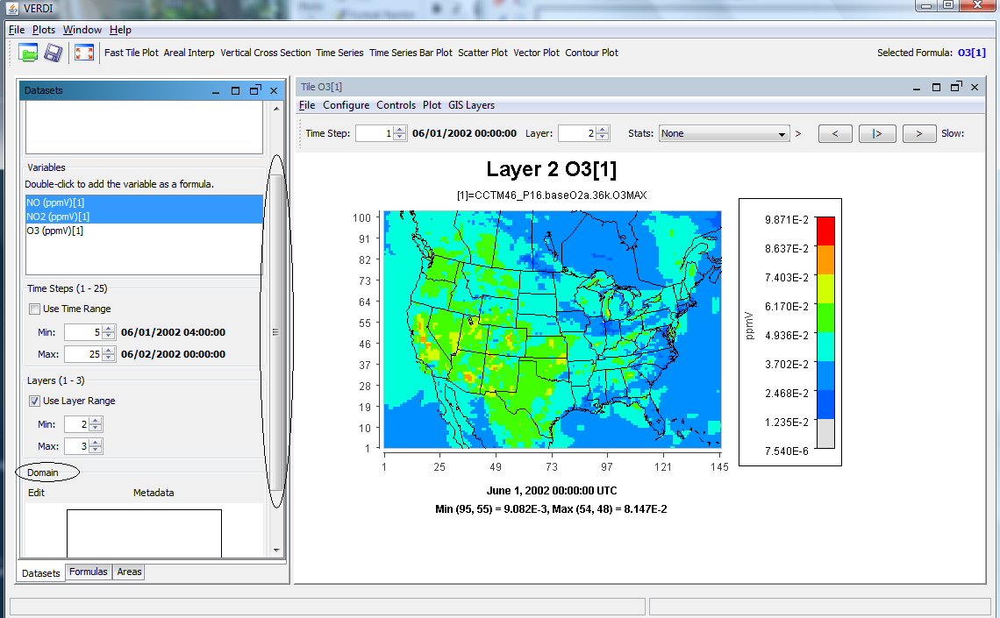 VERDI
File Plots Window Help
Fast Tile Plot Areal Interp Vertical Cross Section Time Series Time Series Bar Plot Scatter Plot Vector Plot Contour Plot Selected Formula: O3[1]
Datasets
Variables
Double-click to add the variable as a formula.
NO (ppmV)[1]
NO2 (ppmV)[1]
O3 (ppmV)[1]
Time Steps (1 - 25)
Use Time Range
Min: 5 06/01/2002 04:00:00
Max: 25 06/02/2002 00:00:00
Layers (1 - 3)
Use Layer Range
Min: 2
Max: 3
Domain
Edit Metadata
Datasets Formulas Areas
Tile O3[1]
File Configure Controls Plot GIS Layers
Time Step: 1 06/01/2002 00:00:00 Layer: 2 Stats: None > < |> > Slow:
Layer 2 O3[1]
[1]=CCTM46_P16.baseO2a.36k.O3MAX
100
91
82
73
64
55
46
37
28
19
10
1
1 25 49 73 97 121 145
June 1, 2002 00:00:00 UTC
Min (95, 55) = 9.082E-3, Max (54, 48) = 8.147E-2
ppmV
9.871E-2
8.637E-2
7.403E-2
6.170E-2
4.936E-2
3.702E-2
2.468E-2
1.235E-2
7.540E-6